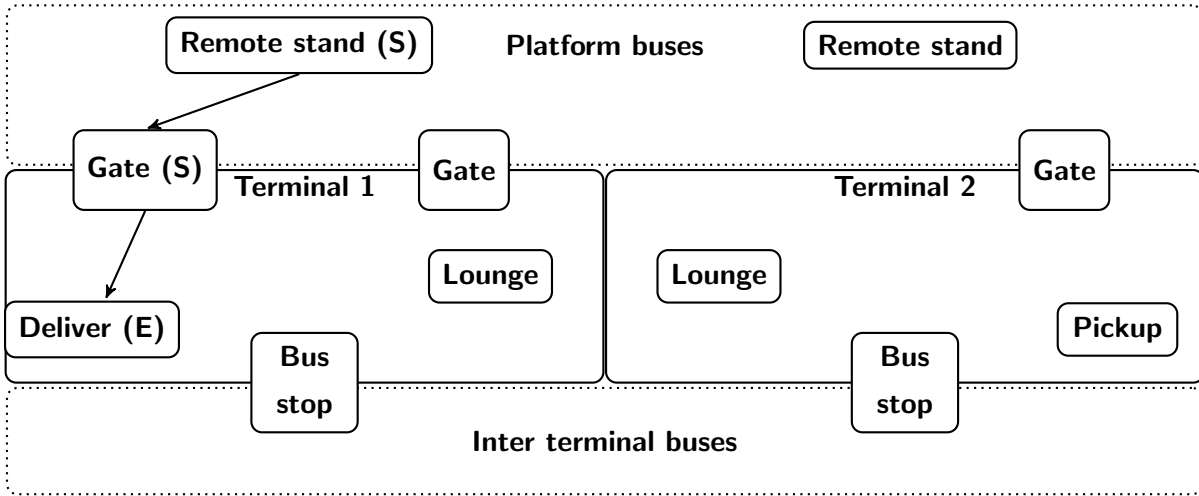 Remote stand (S)
Platform buses
Remote stand
Gate (S)
Terminal 1
Gate
Terminal 2
Gate
Lounge
Lounge
Deliver (E)
Pickup
Bus
stop
Bus
stop
Inter terminal buses